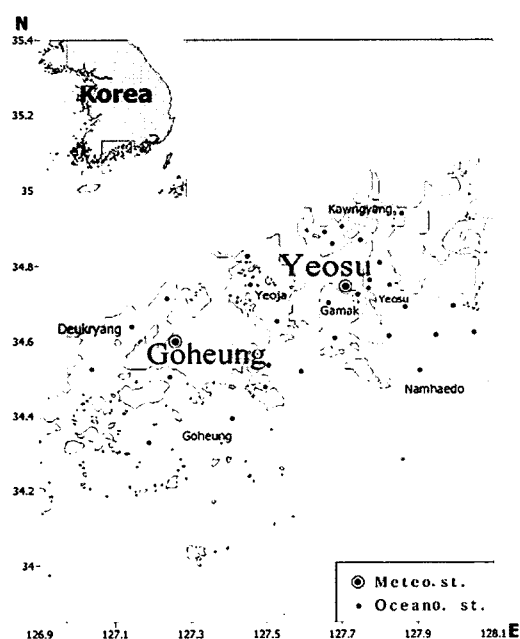 N
35.4
Korea
35.2
35
Kawngyang
34.8
Yeosu
Yeoja
Yeosu
Gamak
Deukryang
34.6
Goheung
Namhaedo
34.4
Goheung
34.2
34
Meteo. st.
Oceano. st.
126.9 127.1 127.3 127.5 127.7 127.9 128.1 E